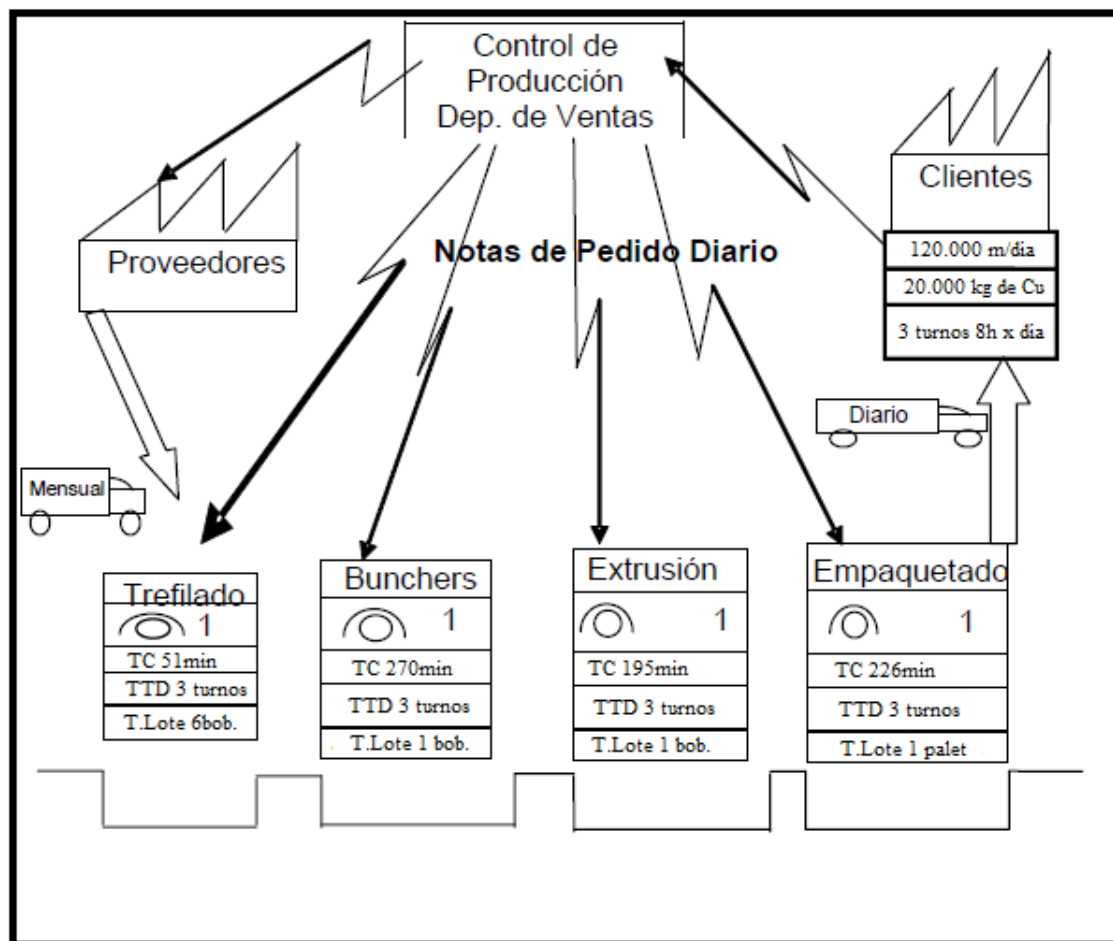 Control de
Producción
Dep. de Ventas
Clientes
120.000 m/dia
20.000 kg de Cu
3 turnos 8h x dia
Proveedores
Notas de Pedido Diario
Mensual
Diario
Trefilado
1
TC 51min
TTD 3 turnos
T.Lote 6bob.
Bunchers
1
TC 270min
TTD 3 turnos
T.Lote 1 bob.
Extrusión
1
TC 195min
TTD 3 turnos
T.Lote 1 bob.
Empaquetado
1
TC 226min
TTD 3 turnos
T.Lote 1 palet